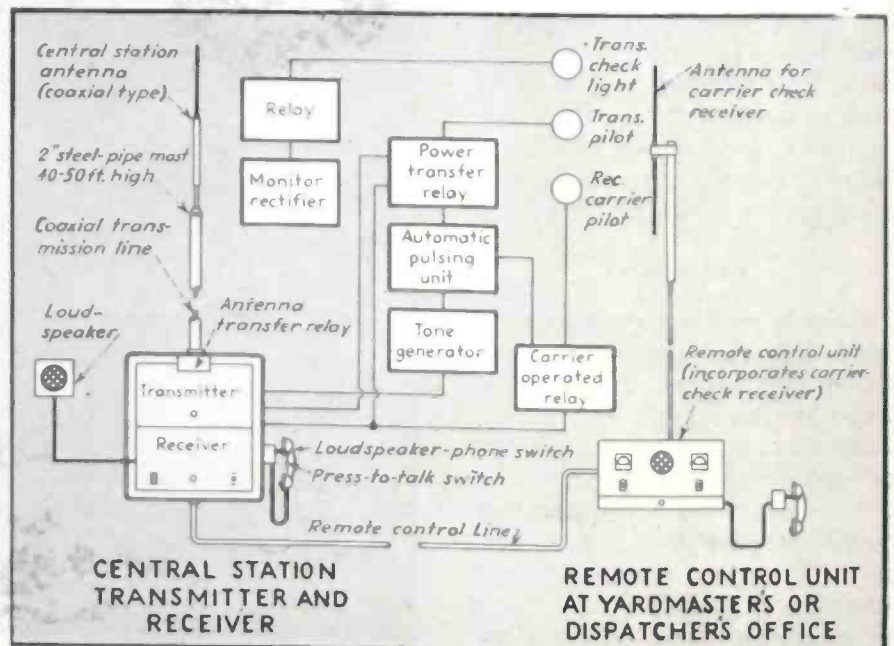 Central station
antenna
(coaxial type)
2" steel-pipe mast
40-50 ft. high
Coaxial trans-
mission line
Loud-
speaker
Antenna
transfer relay
Transmitter
Receiver
Loudspeaker-phone switch
Press-to-talk switch
Remote control Line
Relay
Monitor
rectifier
Power
transfer
relay
Automatic
pulsing
unit
Tone
generator
Carrier
operated
relay
Trans.
check
light
Trans.
pilot
Rec.
carrier
pilot
Antenna for
carrier check
receiver
Remote control unit
(incorporates carrier-
check receiver)
CENTRAL STATION
TRANSMITTER AND
RECEIVER
REMOTE CONTROL UNIT
AT YARDMASTERS OR
DISPATCHERS OFFICE